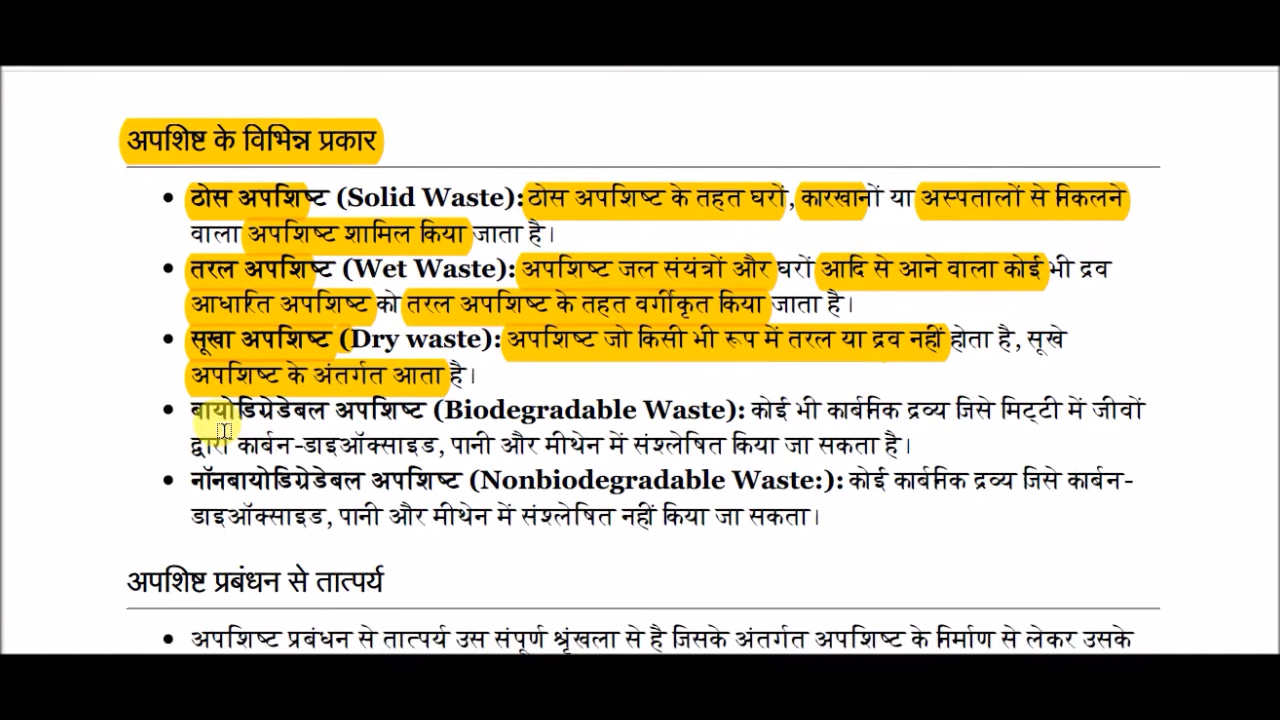 अपशिष्ट के विभिन्न प्रकार
• ठोस अपशिष्ट (Solid Waste): ठोस अपशिष्ट के तहत घरों, कारखानों या अस्पतालों से निकलने
वाला अपशिष्ट शामिल किया जाता है।
• तरल अपशिष्ट (Wet Waste): अपशिष्ट जल संयंत्रों और घरों आदि से आने वाला कोई भी द्रव
आधारित अपशिष्ट को तरल अपशिष्ट के तहत वर्गीकृत किया जाता है।
• सूखा अपशिष्ट (Dry waste): अपशिष्ट जो किसी भी रूप में तरल या द्रव नहीं होता है, सूखे
अपशिष्ट के अंतर्गत आता है।
• बायोडिग्रेडेबल अपशिष्ट (Biodegradable Waste): कोई भी कार्बनिक द्रव्य जिसे मिट्टी में जीवों
द्वारा कार्बन-डाइऑक्साइड, पानी और मीथेन में संश्लेषित किया जा सकता है।
• नॉनबायोडिग्रेडेबल अपशिष्ट (Nonbiodegradable Waste:): कोई कार्बनिक द्रव्य जिसे कार्बन-
डाइऑक्साइड, पानी और मीथेन में संश्लेषित नहीं किया जा सकता।
अपशिष्ट प्रबंधन से तात्पर्य
• अपशिष्ट प्रबंधन से तात्पर्य उस संपूर्ण श्रृंखला से है जिसके अंतर्गत अपशिष्ट के निर्माण से लेकर उसके